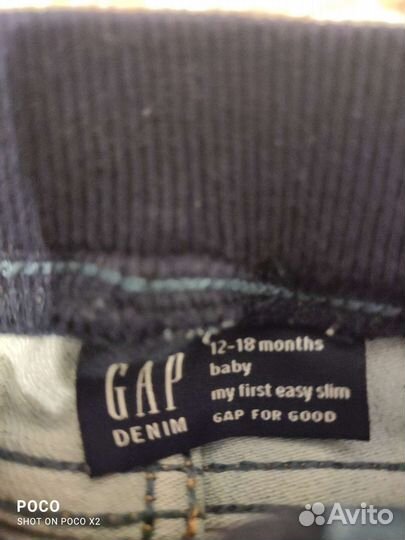 GAP
DENIM
12-18 months
baby
my first easy slim
GAP FOR GOOD
POCO
SHOT ON POCO X2
Avito